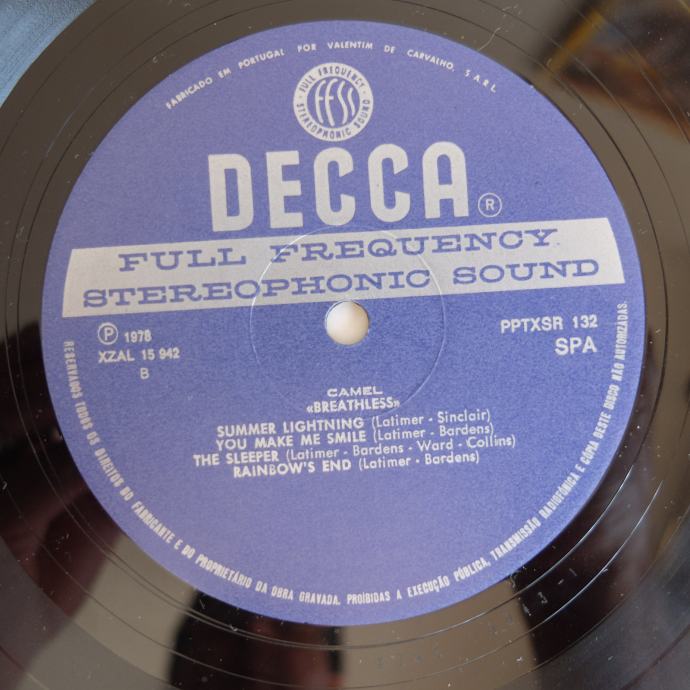 FABRICADO EM PORTUGAL POR VALENTIM DE CARVALHO, S.A.R.L.
FULL FREQUENCY
FFSS
STEREOPHONIC SOUND
DECCA ®
FULL FREQUENCY
STEREOPHONIC SOUND
Ⓟ 1978
XZAL 15 942
B
PPTXSR 132
SPA
CAMEL
«BREATHLESS»
SUMMER LIGHTNING (Latimer - Sinclair)
YOU MAKE ME SMILE (Latimer - Bardens)
THE SLEEPER (Latimer - Bardens - Ward - Collins)
RAINBOW'S END (Latimer - Bardens)
RESERVADOS TODOS OS DIREITOS DO FABRICANTE E DO PROPRIETÁRIO DA OBRA GRAVADA. PROÍBIDAS A EXECUÇÃO PÚBLICA, TRANSMISSÃO RADIOFÓNICA E CÓPIA DESTE DISCO NÃO AUTORIZADAS.